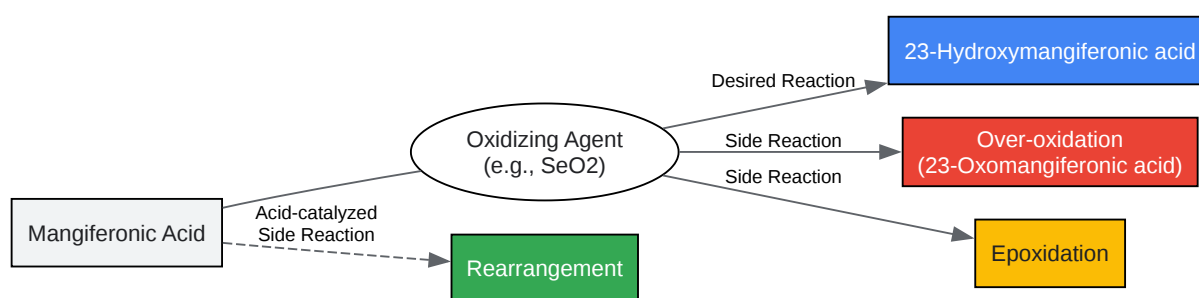 23-Hydroxymangiferonic acid
Desired Reaction
Oxidizing Agent
(e.g., SeO2)
Side Reaction
Over-oxidation
(23-Oxomangiferonic acid)
Side Reaction
Acid-catalyzed
Side Reaction
Mangiferonic Acid
Rearrangement
Epoxidation